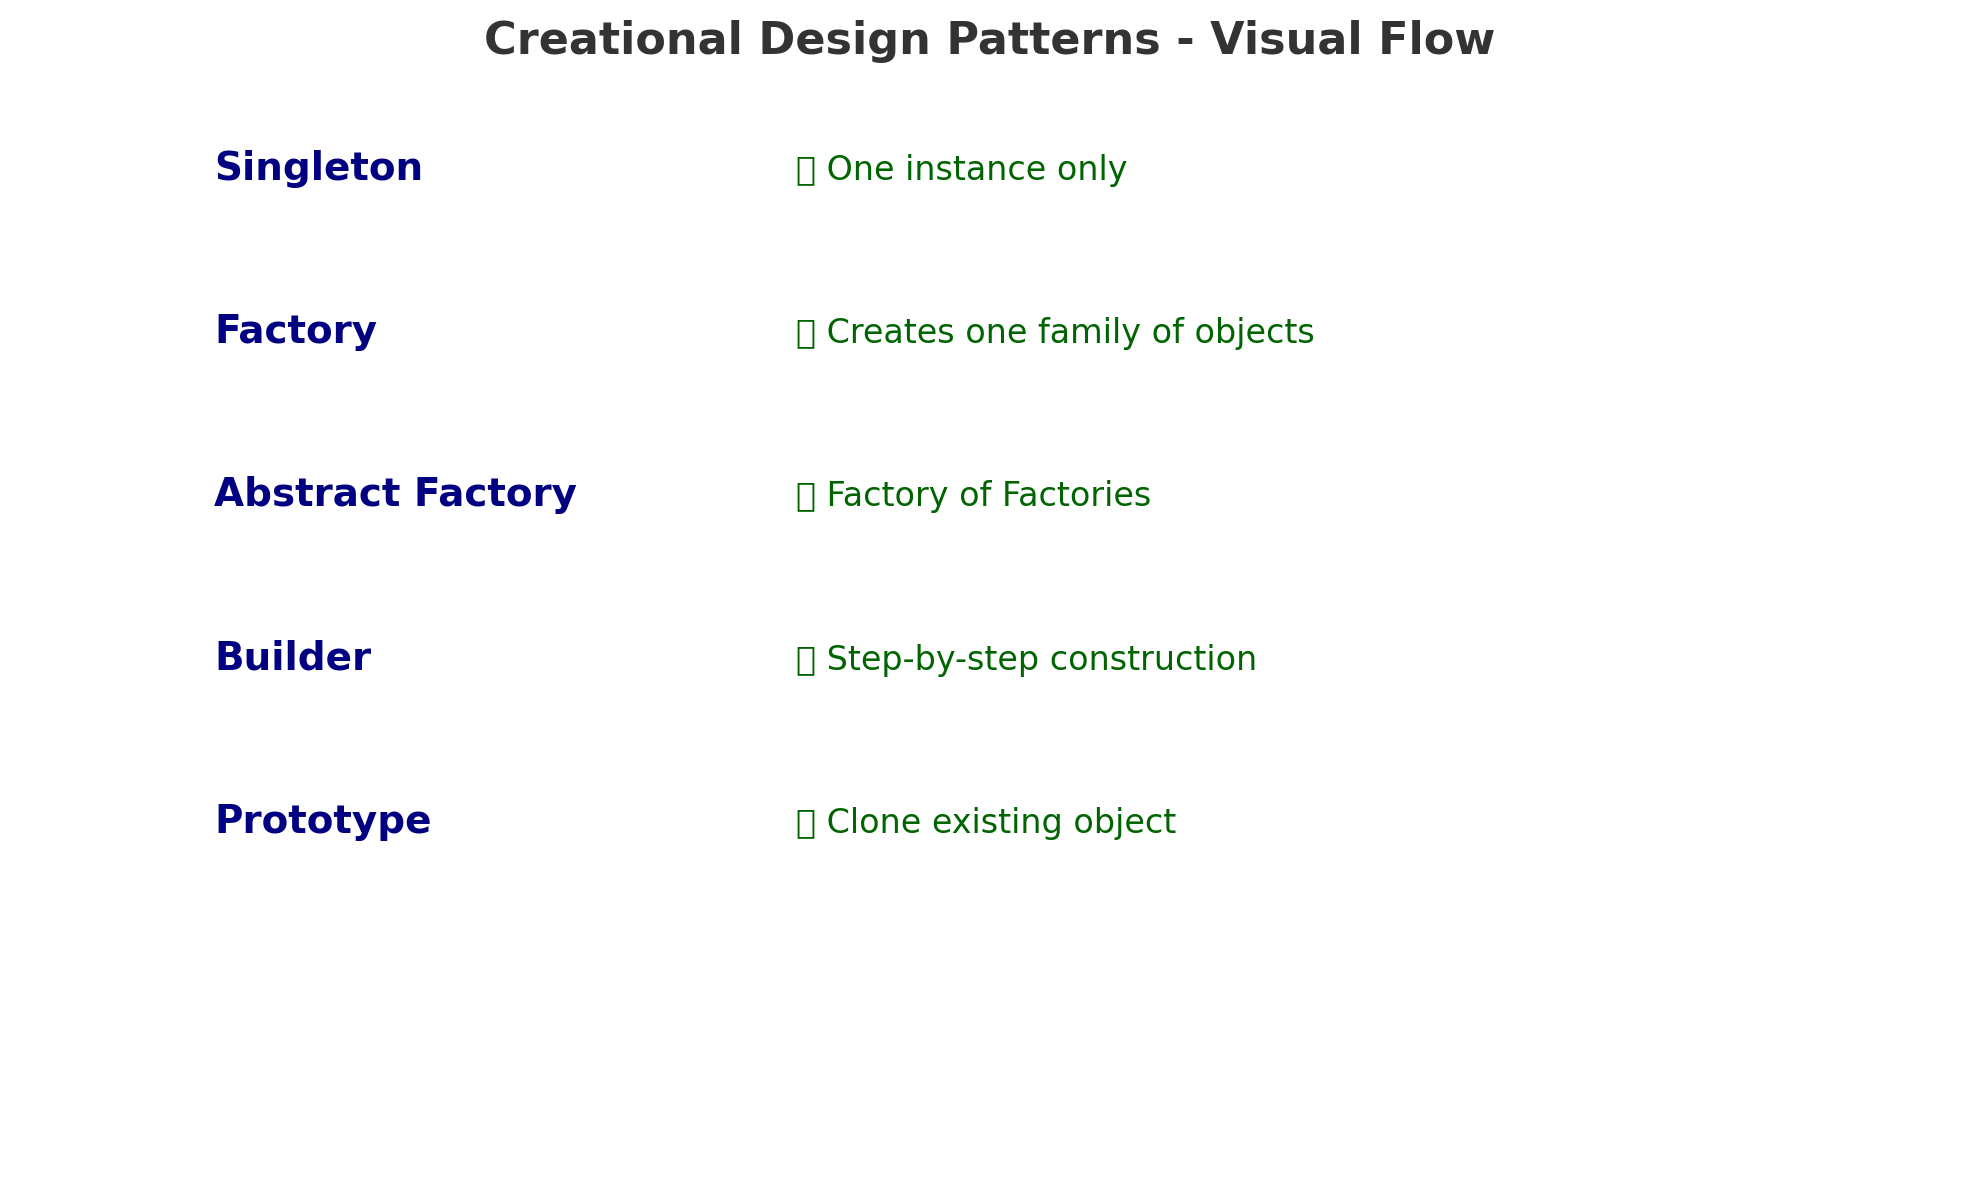 Creational Design Patterns - Visual Flow
Singleton
One instance only
Factory
Creates one family of objects
Abstract Factory
Factory of Factories
Builder
Step-by-step construction
Prototype
Clone existing object